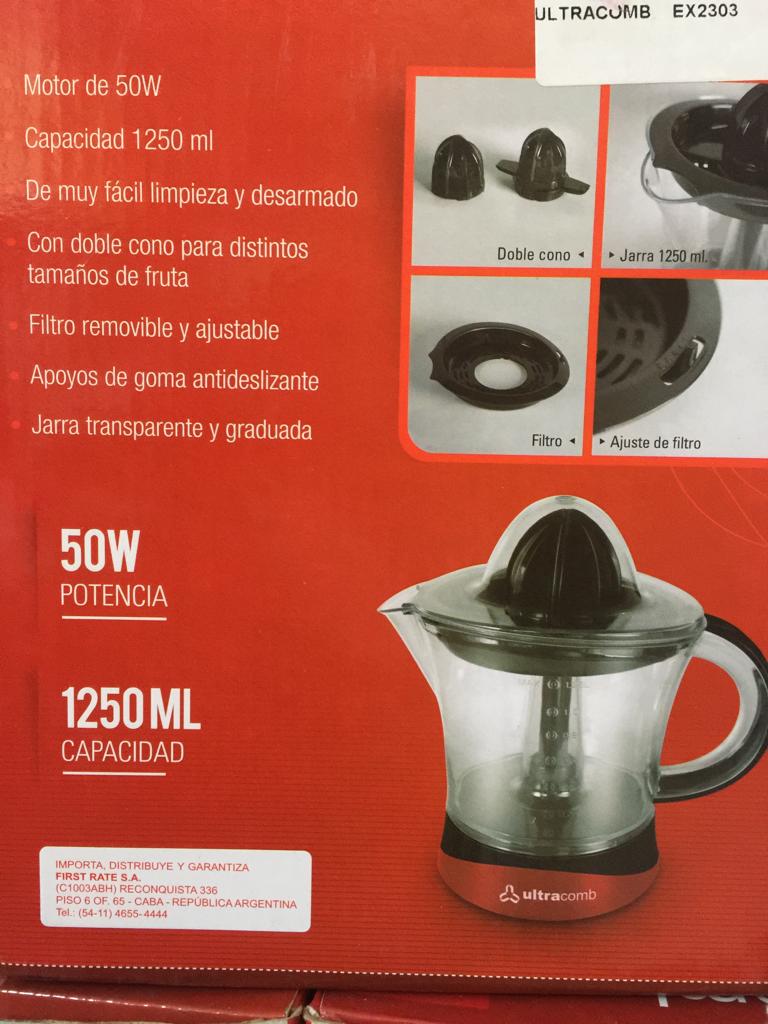 ULTRACOMB EX2303
Motor de 50W
Capacidad 1250 ml
De muy fácil limpieza y desarmado
Con doble cono para distintos
tamaños de fruta
Filtro removible y ajustable
Apoyos de goma antideslizante
Jarra transparente y graduada
Doble cono
Jarra 1250 ml.
Filtro
Ajuste de filtro
50W
POTENCIA
1250 ML
CAPACIDAD
MAX
ultracomb
IMPORTA, DISTRIBUYE Y GARANTIZA
FIRST RATE S.A.
(C1003ABH) RECONQUISTA 336
PISO 6 OF. 65 - CABA - REPÚBLICA ARGENTINA
Tel.: (54-11) 4655- 4444